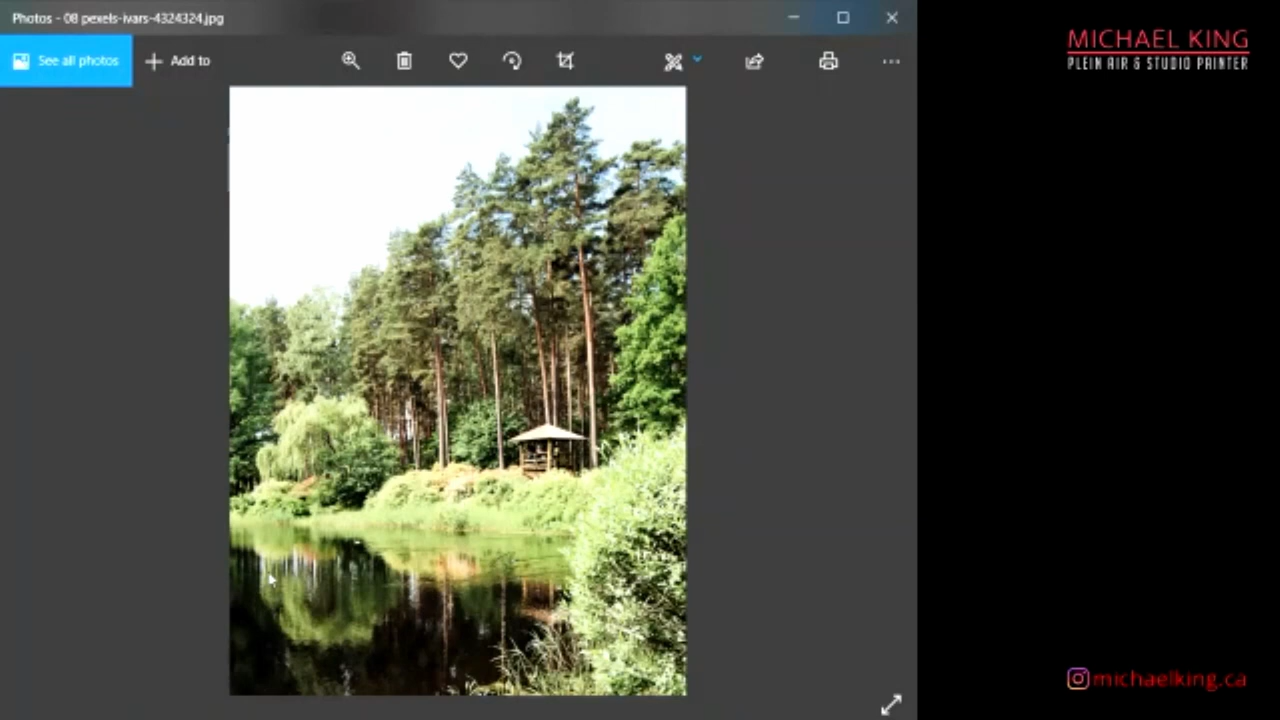 Photos - 08 pexels-ivars-4324324.jpg
See all photos
Add to
MICHAEL KING
PLEIN AIR & STUDIO PAINTER
michaelking.ca